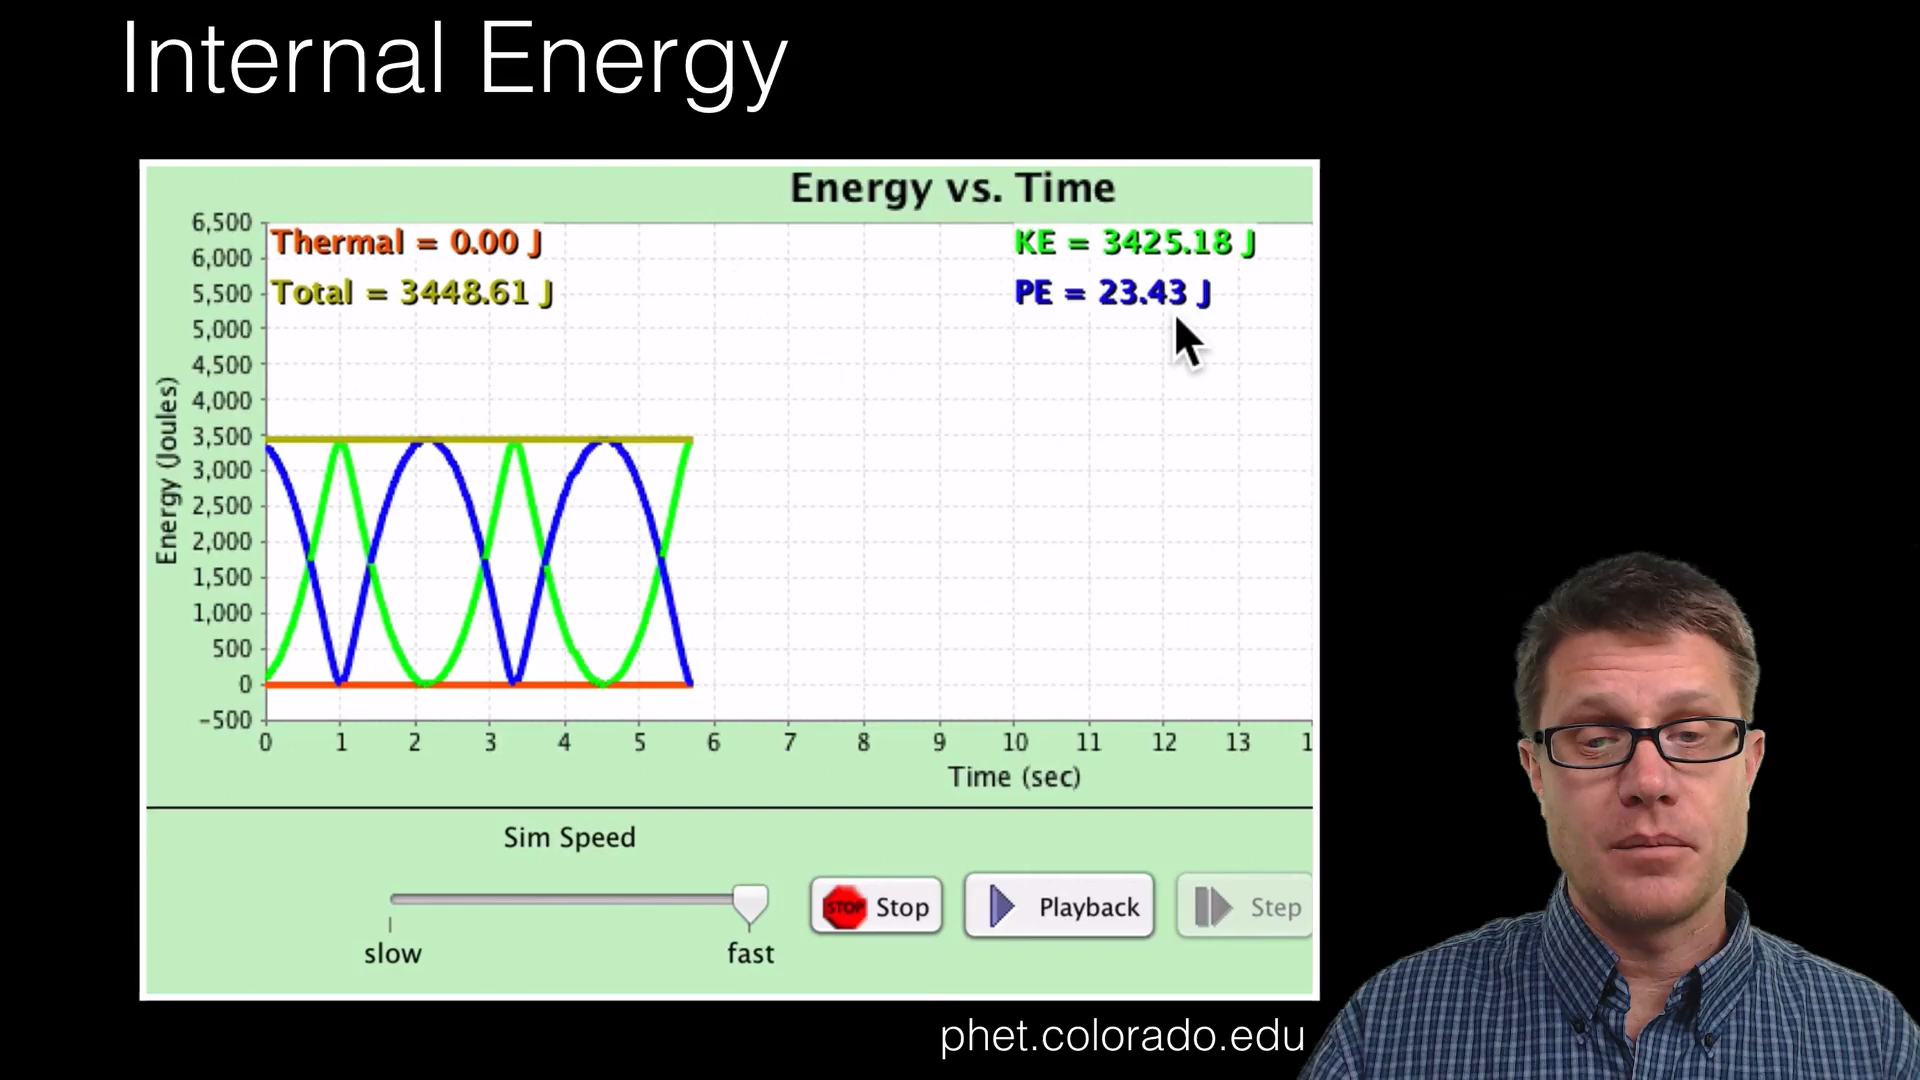 Internal Energy
Energy vs. Time
6,500
Thermal = 0.00 J
KE = 3425.18 J
6,000
5,500
Total = 3448.61 J
PE = 23.43 J
5,000
4,500
4,000
3,500
3,000
2,500
2,000
1,500
1,000
500
0
-500
Energy (Joules)
0 1 2 3 4 5 6 7 8 9 10 11 12 13 1
Time (sec)
Sim Speed
slow
fast
STOP Stop
Playback
Step
phet.colorado.edu